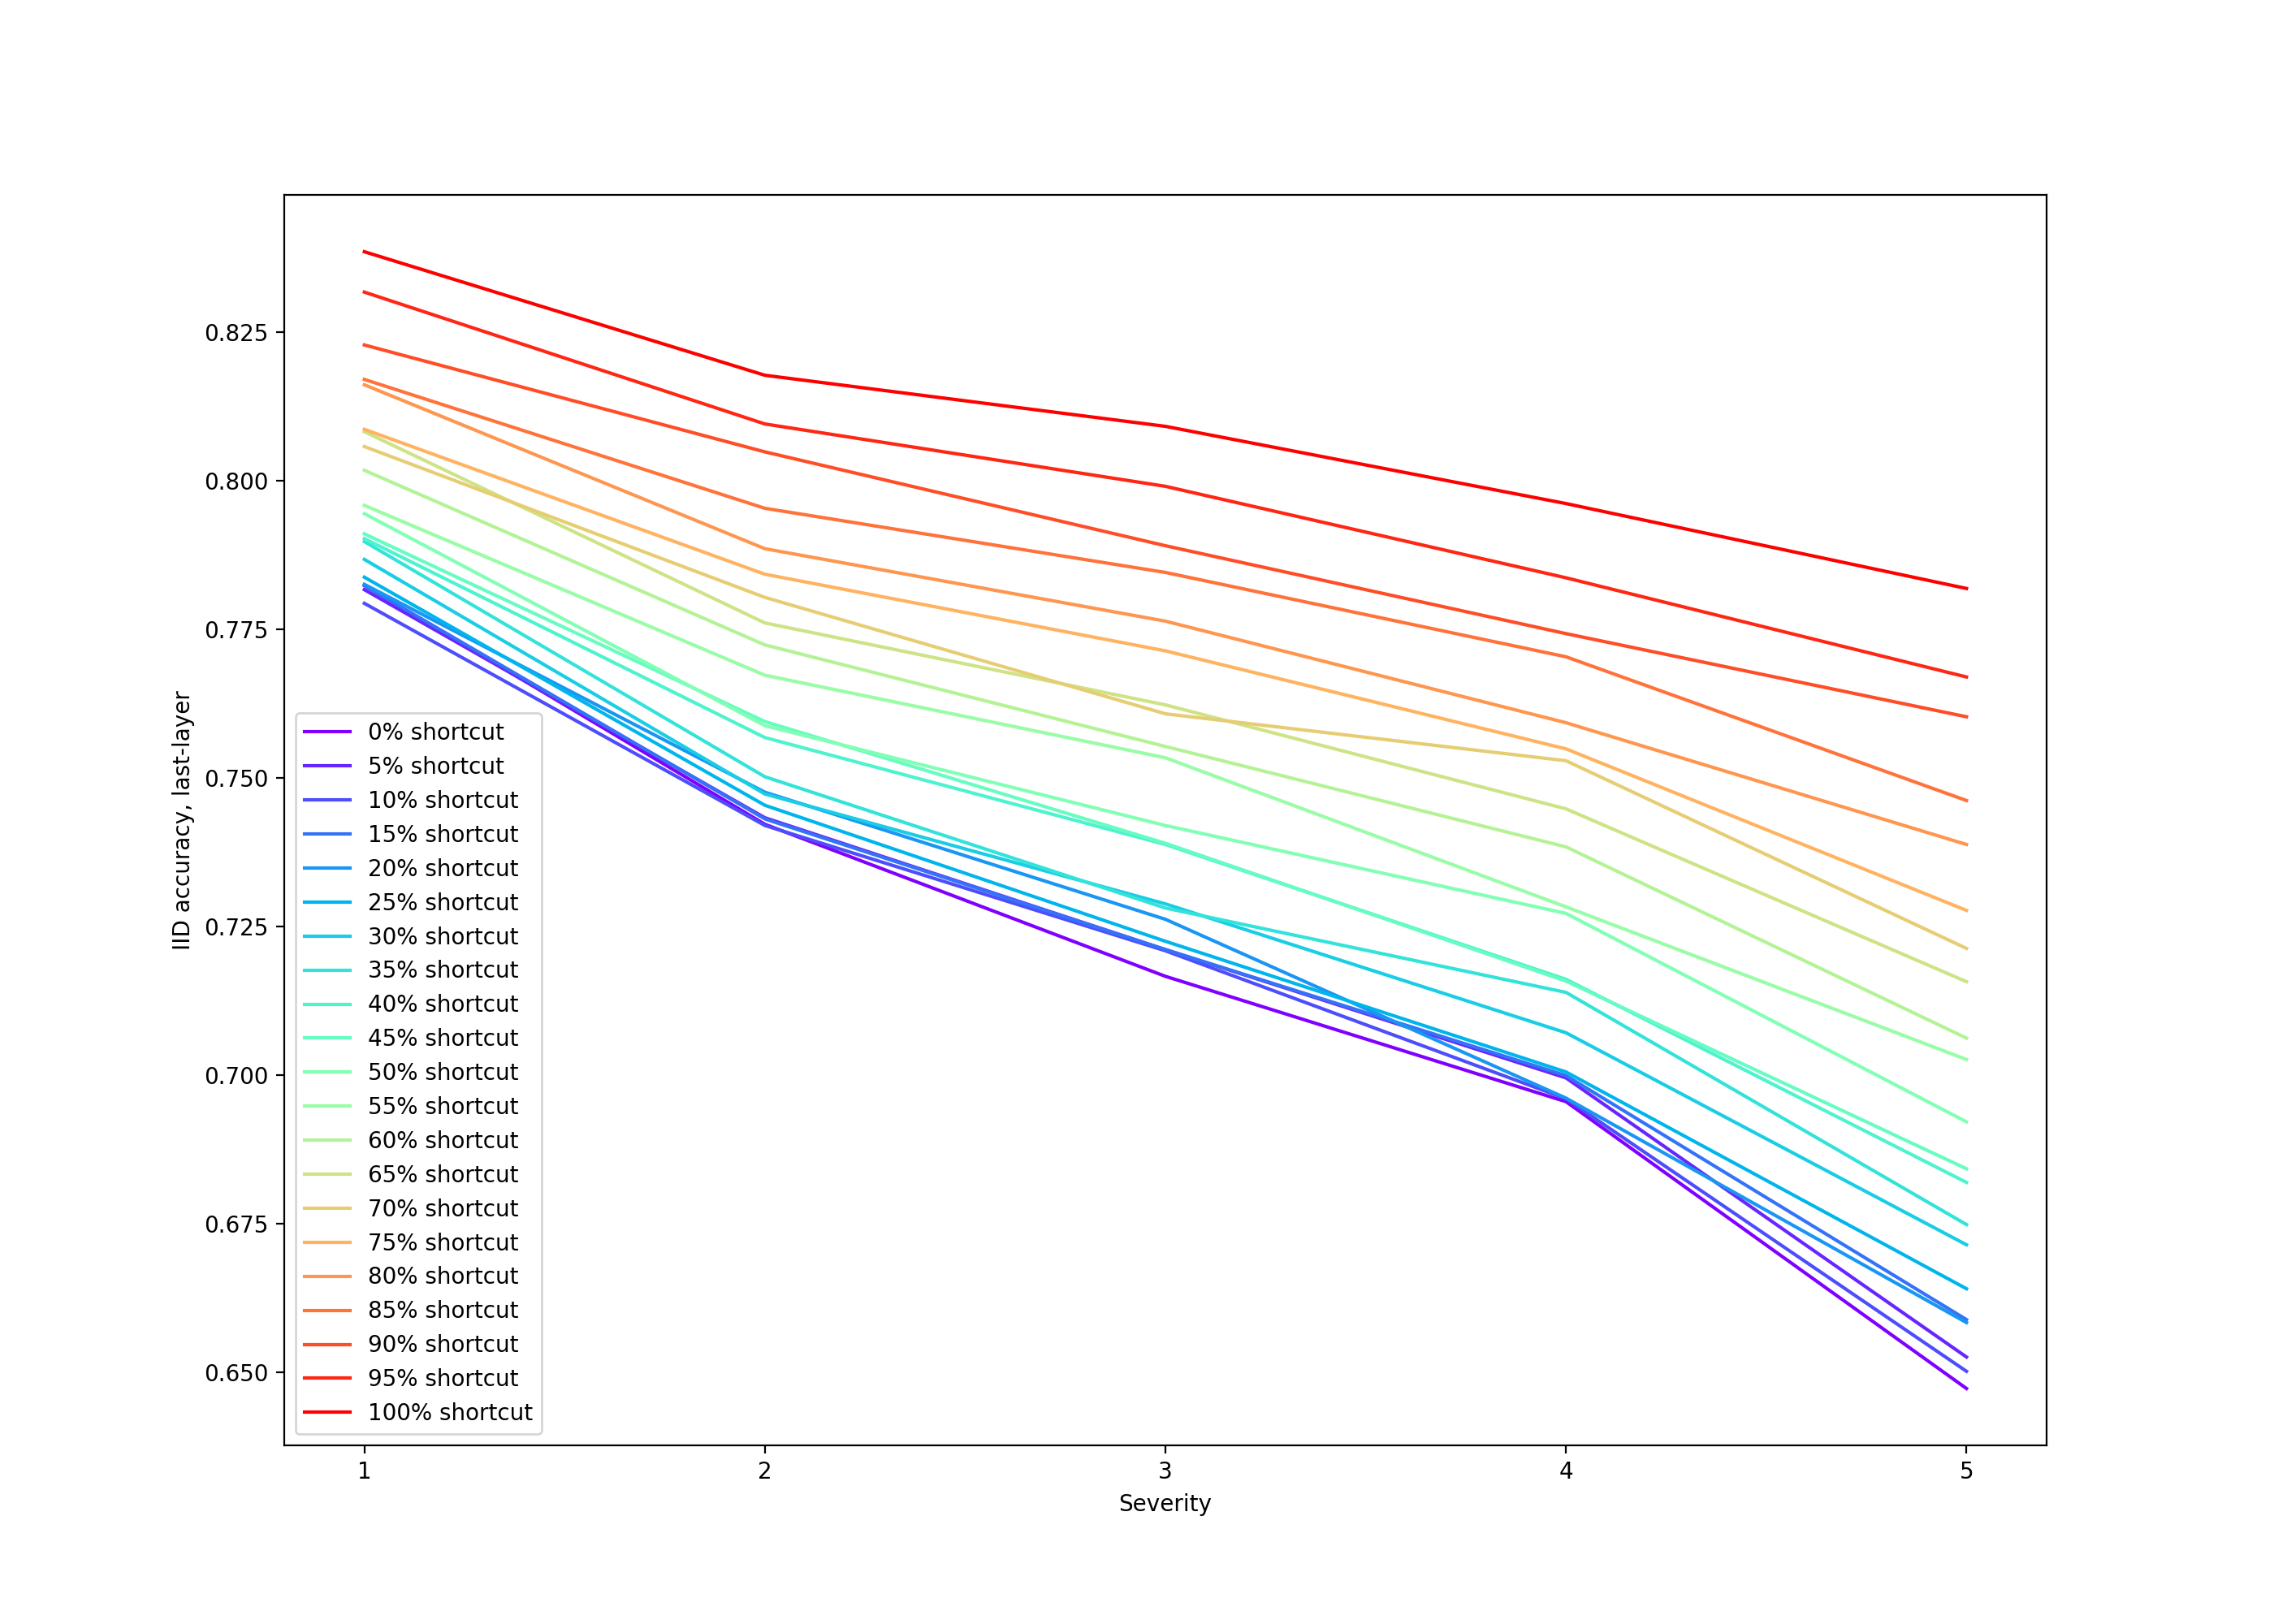 0.825
0.800
0.775
0.750
0.725
0.700
0.675
0.650
IID accuracy, last-layer
0% shortcut
5% shortcut
10% shortcut
15% shortcut
20% shortcut
25% shortcut
30% shortcut
35% shortcut
40% shortcut
45% shortcut
50% shortcut
55% shortcut
60% shortcut
65% shortcut
70% shortcut
75% shortcut
80% shortcut
85% shortcut
90% shortcut
95% shortcut
100% shortcut
1 2 3 4 5
Severity